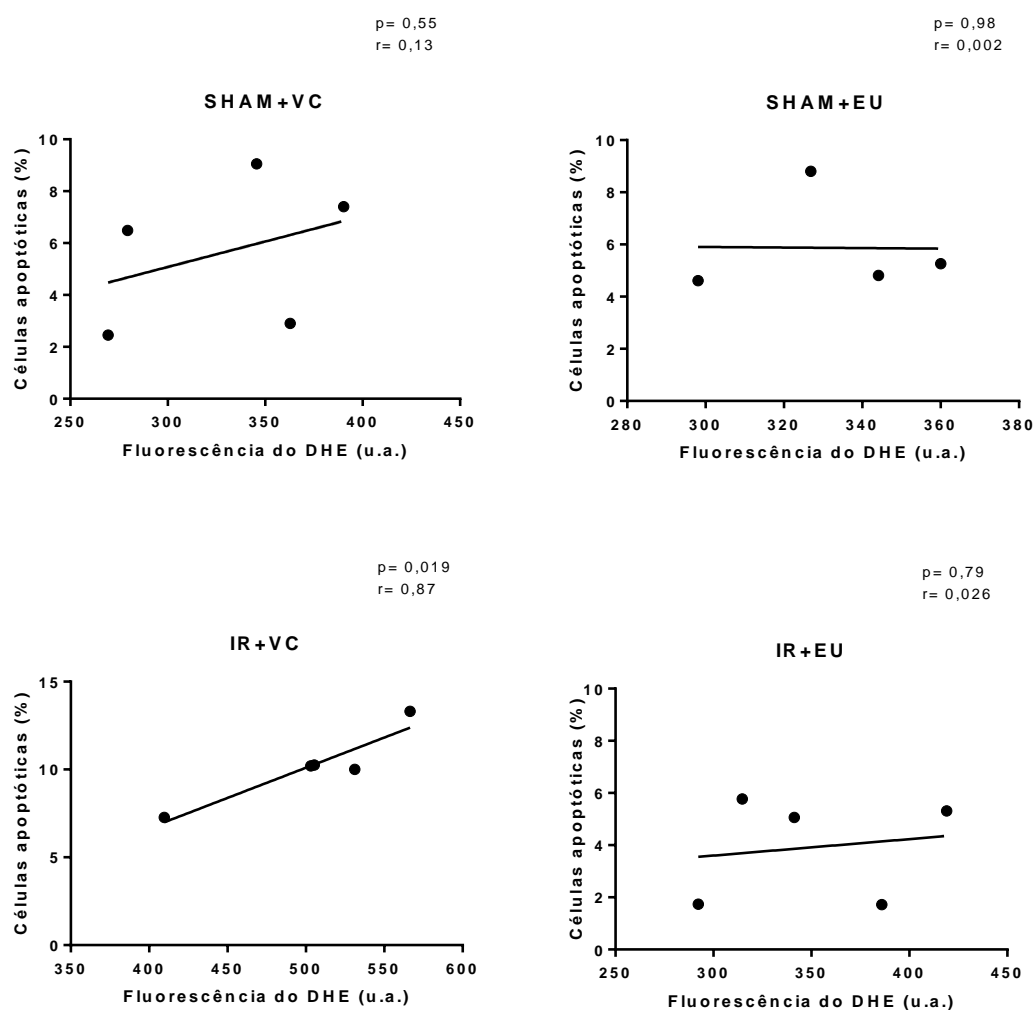 p= 0,55
r= 0,13
SHAM+VC
Células apoptóticas (%)
10
8
6
4
2
0
250 300 350 400 450
Fluorescência do DHE (u.a.)
p= 0,98
r= 0,002
SHAM+EU
Células apoptóticas (%)
10
8
6
4
2
0
280 300 320 340 360 380
Fluorescência do DHE (u.a.)
p= 0,019
r= 0,87
IR+VC
Células apoptóticas (%)
15
10
5
0
350 400 450 500 550 600
Fluorescência do DHE (u.a.)
p= 0,79
r= 0,026
IR+EU
Células apoptóticas (%)
10
8
6
4
2
0
250 300 350 400 450
Fluorescência do DHE (u.a.)